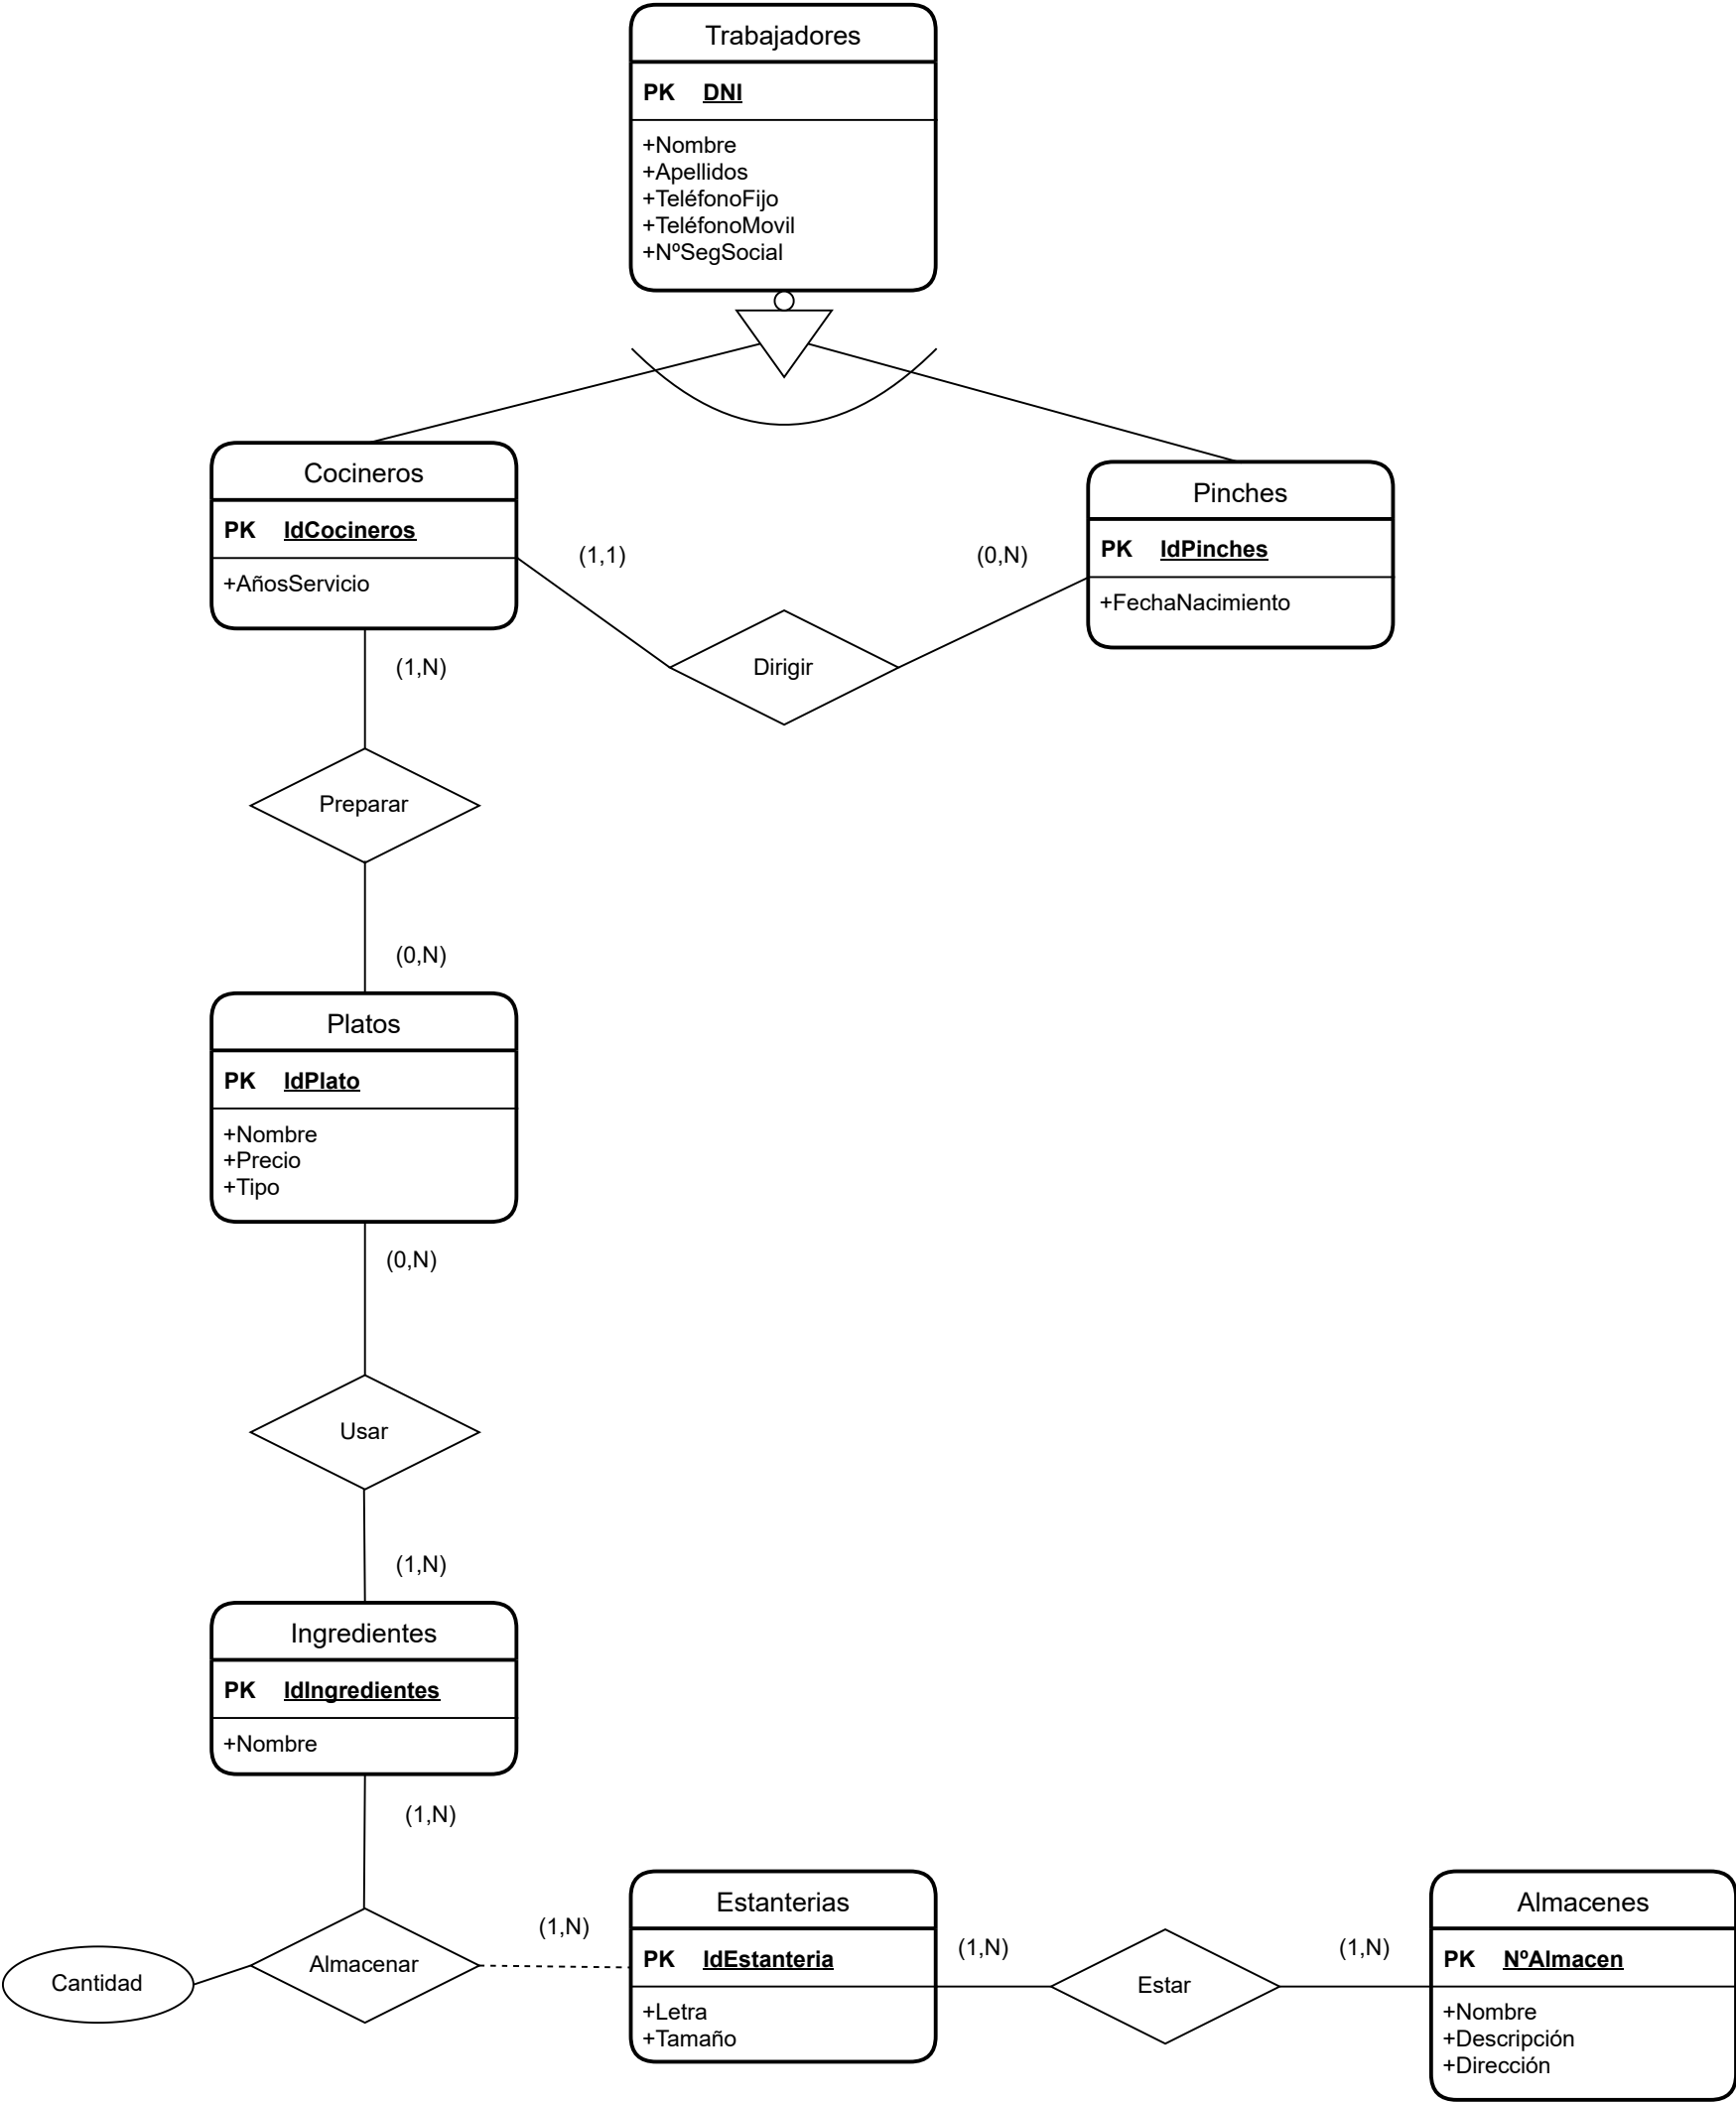 Trabajadores
PK DNI
+Nombre
+Apellidos
+TeléfonoFijo
+TeléfonoMovil
+NºSegSocial
Cocineros
PK IdCocineros
+AñosServicio
Pinches
PK IdPinches
+FechaNacimiento
(1,1)
(0,N)
Dirigir
(1,N)
Preparar
(0,N)
Platos
PK IdPlato
+Nombre
+Precio
+Tipo
(0,N)
Usar
(1,N)
Ingredientes
PK IdIngredientes
+Nombre
(1,N)
Almacenar
Cantidad
(1,N)
Estanterias
PK IdEstanteria
+Letra
+Tamaño
(1,N)
Estar
(1,N)
Almacenes
PK NºAlmacen
+Nombre
+Descripción
+Dirección